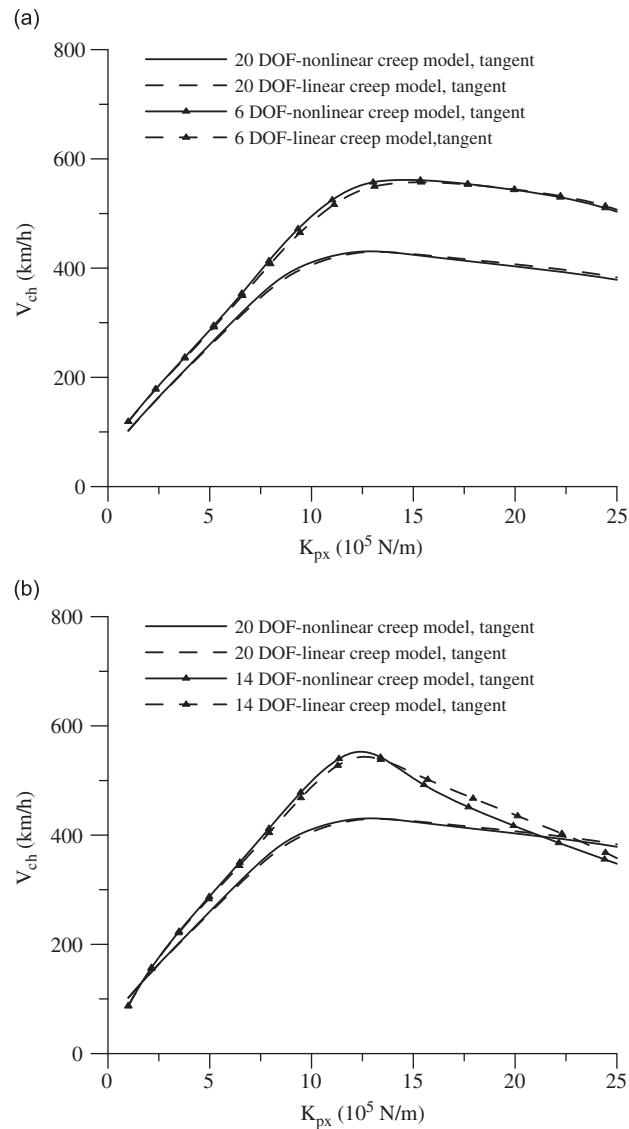 (a)
800
20 DOF-nonlinear creep model, tangent
20 DOF-linear creep model, tangent
6 DOF-nonlinear creep model, tangent
6 DOF-linear creep model,tangent
600
400
200
0
V_ch (km/h)
0 5 10 15 20 25
K_px (10^5 N/m)
(b)
800
20 DOF-nonlinear creep model, tangent
20 DOF-linear creep model, tangent
14 DOF-nonlinear creep model, tangent
14 DOF-linear creep model, tangent
600
400
200
0
V_ch (km/h)
0 5 10 15 20 25
K_px (10^5 N/m)